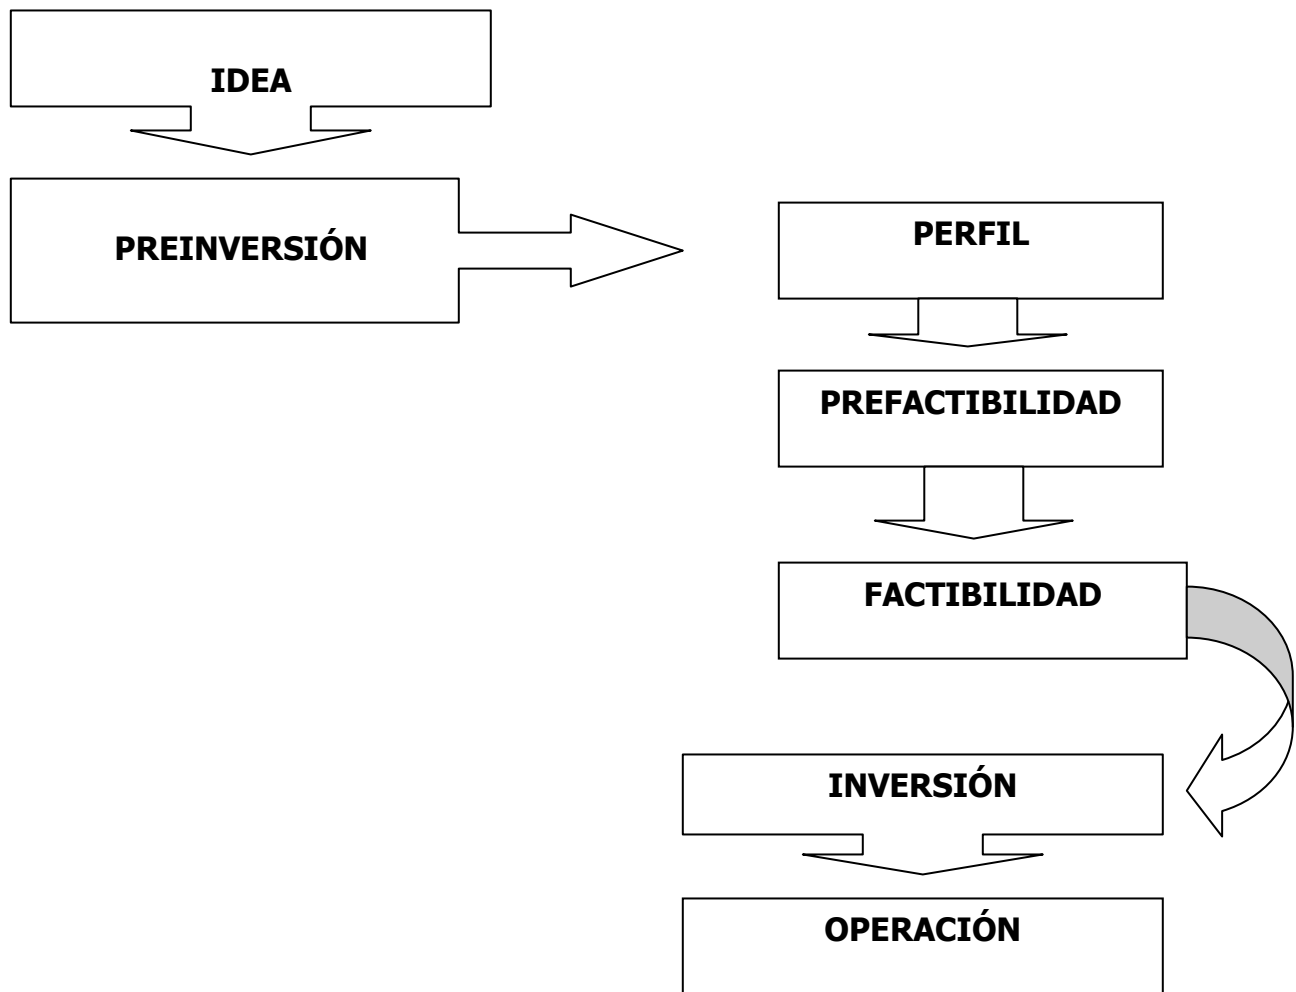 IDEA
PREINVERSIÓN
PERFIL
PREFACTIBILIDAD
FACTIBILIDAD
INVERSIÓN
OPERACIÓN